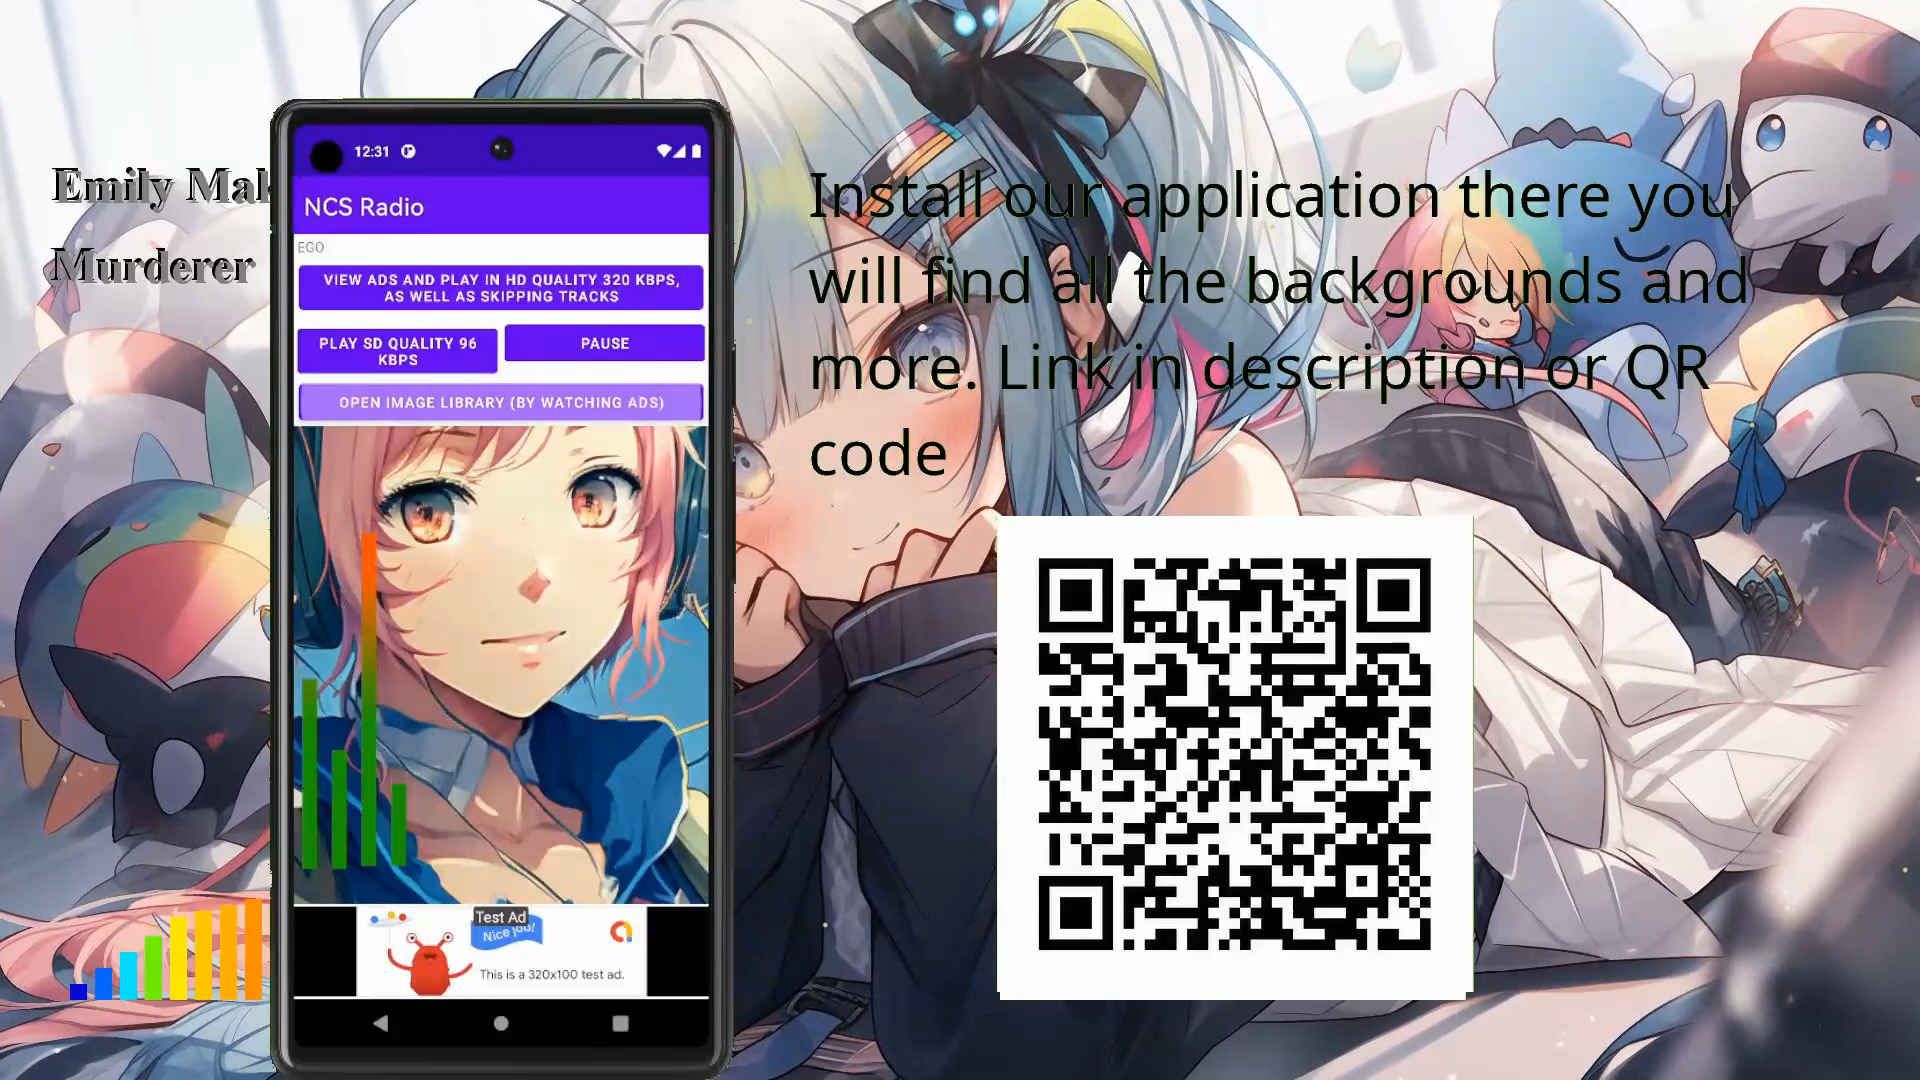 Emily Mak
Murderer
12:31
NCS Radio
EGO
VIEW ADS AND PLAY IN HD QUALITY 320 KBPS,
AS WELL AS SKIPPING TRACKS
PLAY SD QUALITY 96
KBPS
PAUSE
OPEN IMAGE LIBRARY (BY WATCHING ADS)
Test Ad
Nice job!
This is a 320x100 test ad.
Install our application there you
will find all the backgrounds and
more. Link in description or QR
code